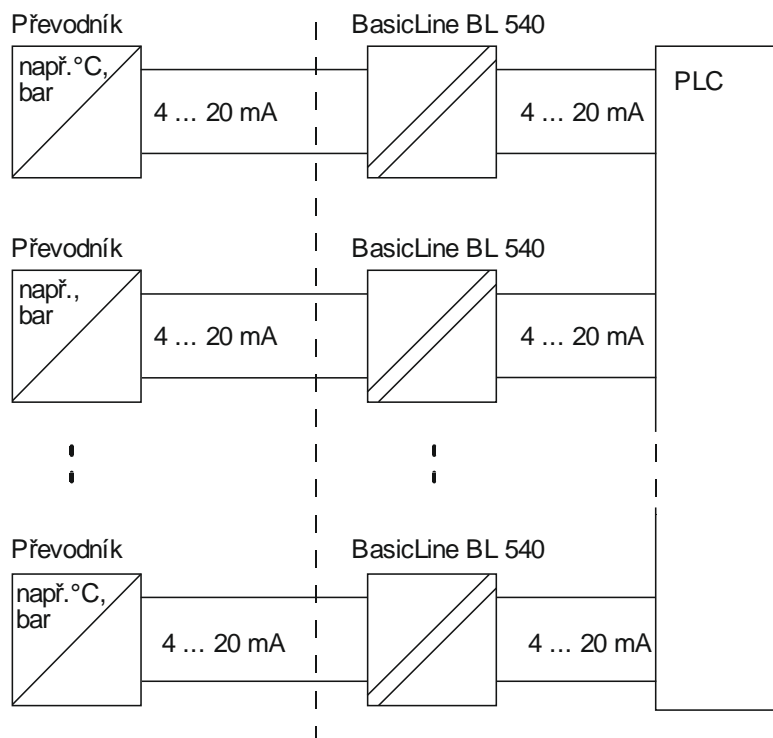 Převodník
BasicLine BL 540
např.°C,
bar
4 ... 20 mA
4 ... 20 mA
PLC
Převodník
BasicLine BL 540
např.,
bar
4 ... 20 mA
4 ... 20 mA
Převodník
BasicLine BL 540
např.°C,
bar
4 ... 20 mA
4 ... 20 mA